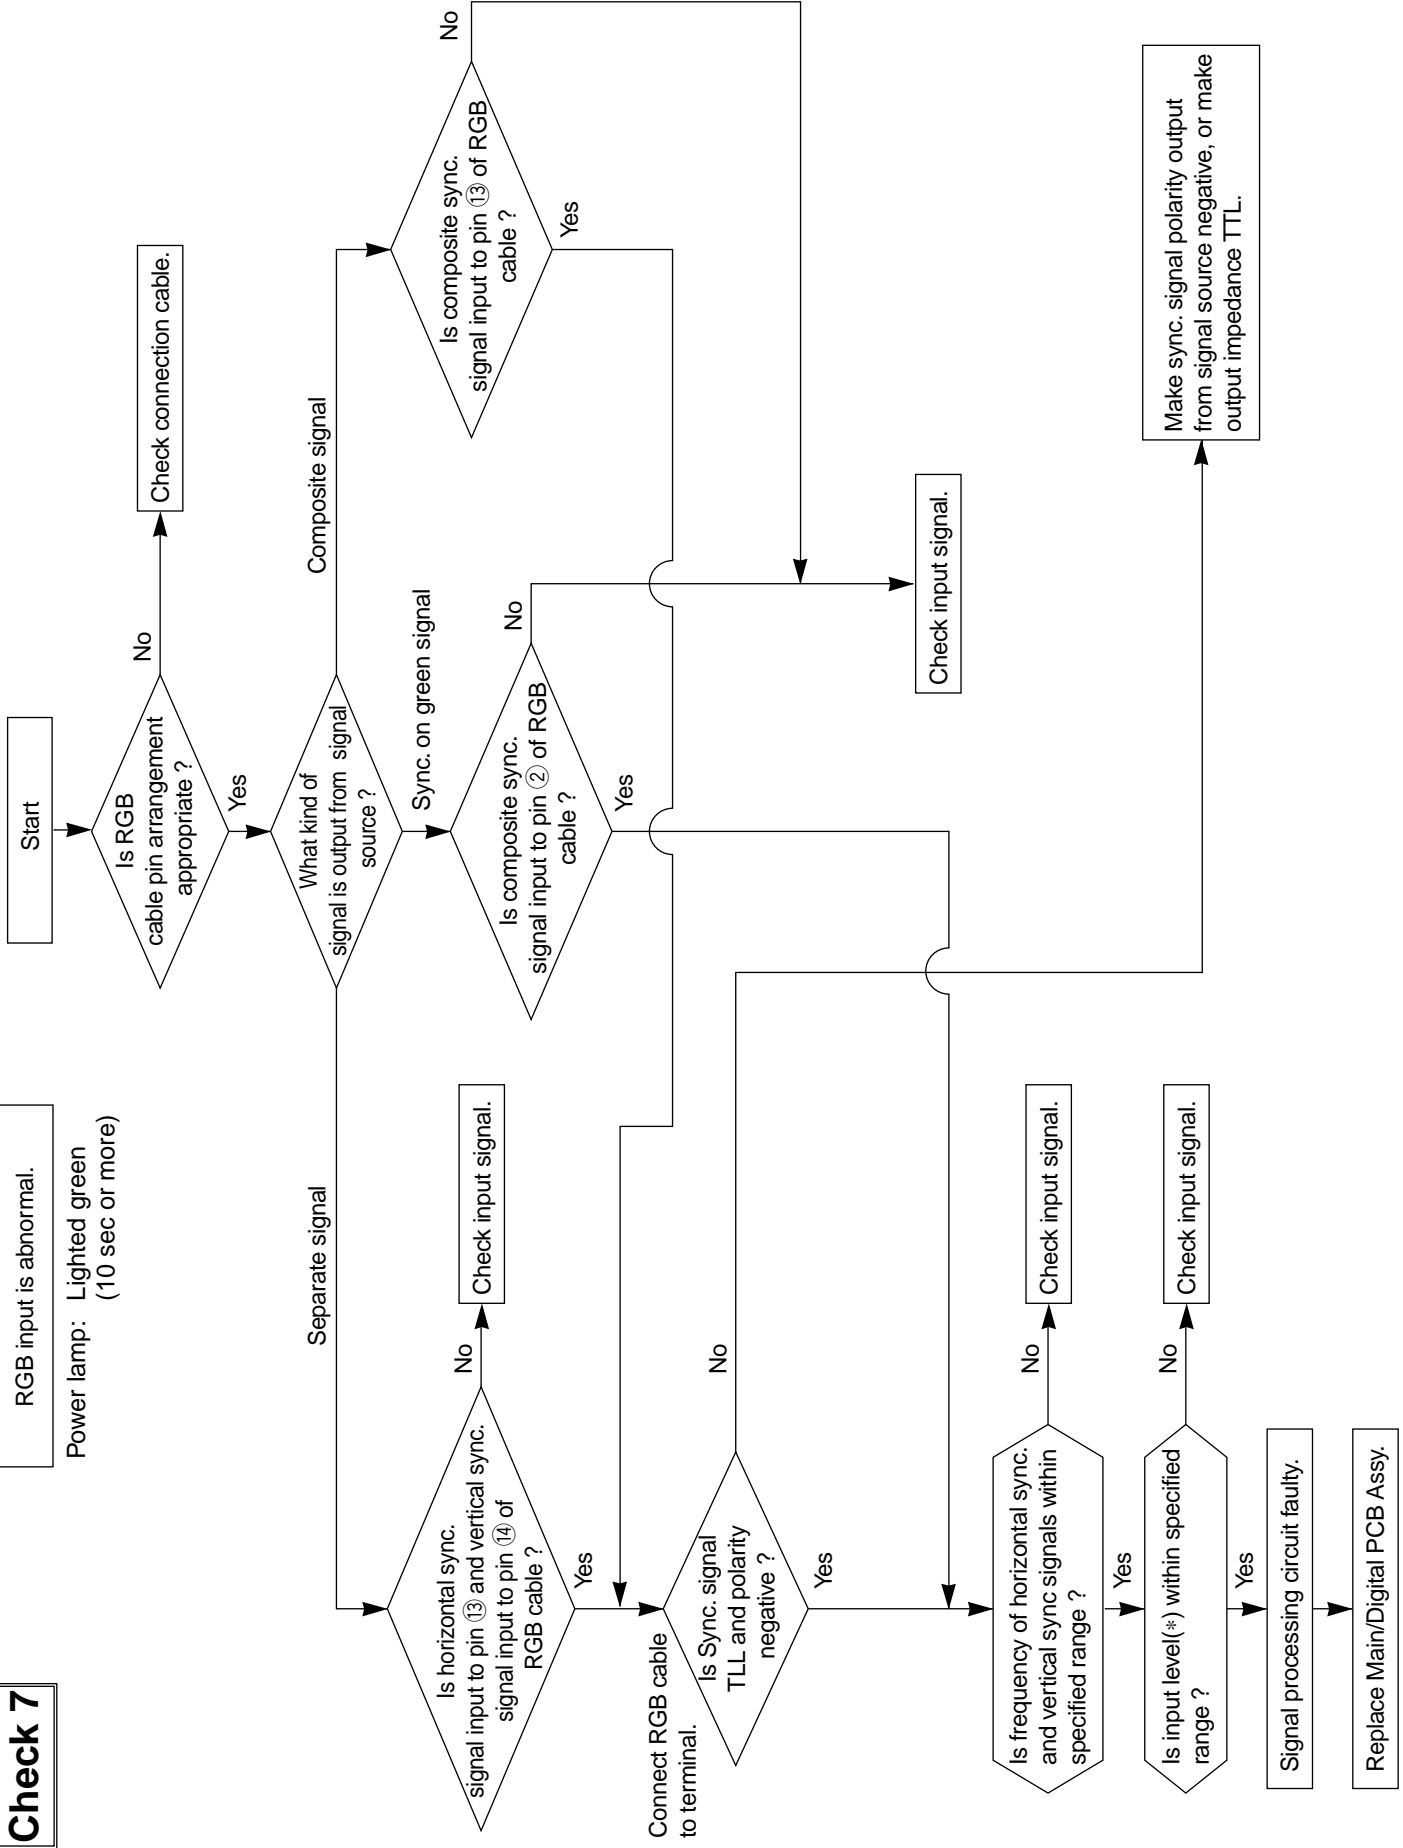 Check 7
RGB input is abnormal.
Power lamp: Lighted green
(10 sec or more)
Start
Is RGB
cable pin arrangement
appropriate ?
No
Check connection cable.
Yes
What kind of
signal is output from signal
source ?
Separate signal
Sync. on green signal
Composite signal
Is horizontal sync.
signal input to pin ⑬ and vertical sync.
signal input to pin ⑭ of
RGB cable ?
No
Check input signal.
Yes
Is composite sync.
signal input to pin ② of RGB
cable ?
No
Yes
Is composite sync.
signal input to pin ⑬ of RGB
cable ?
No
Yes
Check input signal.
Connect RGB cable
to terminal.
Is Sync. signal
TLL and polarity
negative ?
No
Make sync. signal polarity output
from signal source negative, or make
output impedance TTL.
Yes
Is frequency of horizontal sync.
and vertical sync signals within
specified range ?
No
Check input signal.
Yes
Is input level(*) within specified
range ?
No
Check input signal.
Yes
Signal processing circuit faulty.
Replace Main/Digital PCB Assy.